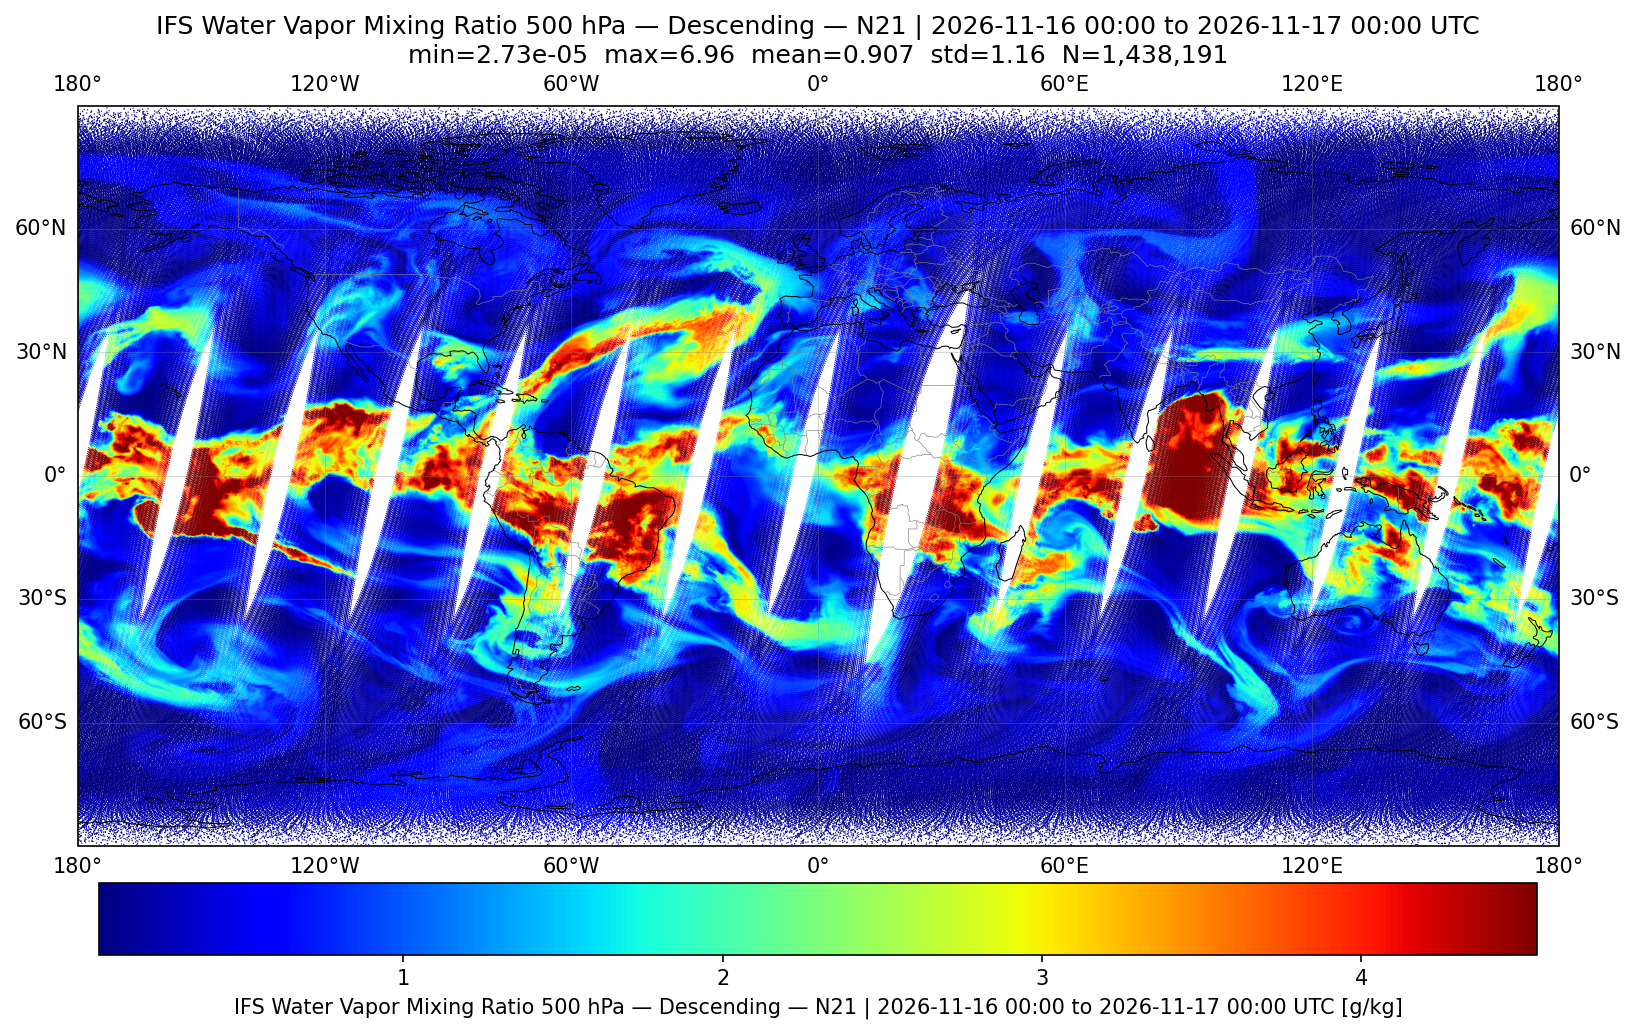 IFS Water Vapor Mixing Ratio 500 hPa — Descending — N21 | 2026-11-16 00:00 to 2026-11-17 00:00 UTC
min=2.73e-05 max=6.96 mean=0.907 std=1.16 N=1,438,191
180° 120°W 60°W 0° 60°E 120°E 180°
60°N 60°N
30°N 30°N
0° 0°
30°S 30°S
60°S 60°S
180° 120°W 60°W 0° 60°E 120°E 180°
1 2 3 4
IFS Water Vapor Mixing Ratio 500 hPa — Descending — N21 | 2026-11-16 00:00 to 2026-11-17 00:00 UTC [g/kg]